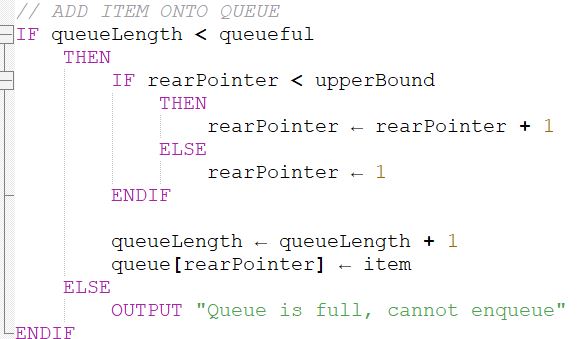 // ADD ITEM ONTO QUEUE
IF queueLength < queueful
THEN
IF rearPointer < upperBound
THEN
rearPointer ← rearPointer + 1
ELSE
rearPointer ← 1
ENDIF
queueLength ← queueLength + 1
queue[rearPointer] ← item
ELSE
OUTPUT "Queue is full, cannot enqueue"
ENDIF